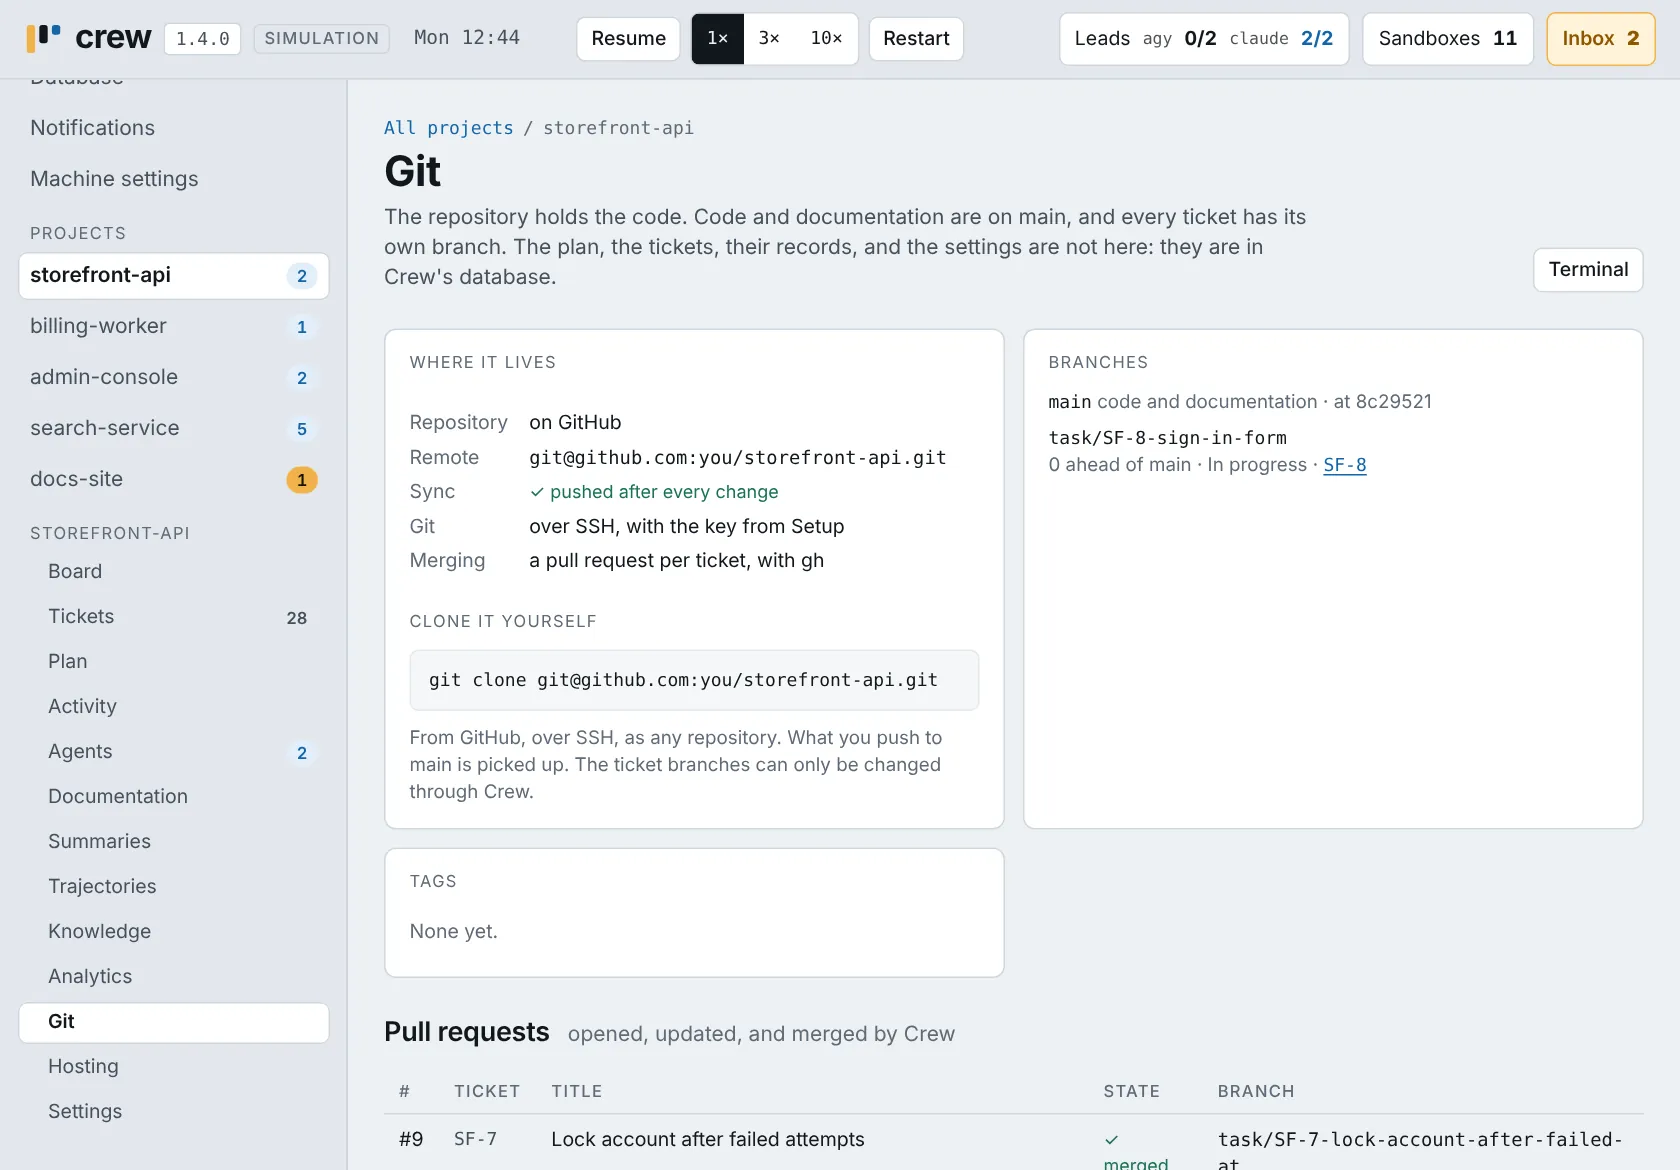 crew
1.4.0
SIMULATION
Mon 12:44
Resume
1×
3×
10×
Restart
Leads agy 0/2 claude 2/2
Sandboxes 11
Inbox 2
Database
Notifications
Machine settings
PROJECTS
storefront-api 2
billing-worker 1
admin-console 2
search-service 5
docs-site 1
STOREFRONT-API
Board
Tickets 28
Plan
Activity
Agents 2
Documentation
Summaries
Trajectories
Knowledge
Analytics
Git
Hosting
Settings
All projects / storefront-api
Git
The repository holds the code. Code and documentation are on main, and every ticket has its
own branch. The plan, the tickets, their records, and the settings are not here: they are in
Crew's database.
Terminal
WHERE IT LIVES
Repository on GitHub
Remote git@github.com:you/storefront-api.git
Sync ✓ pushed after every change
Git over SSH, with the key from Setup
Merging a pull request per ticket, with gh
CLONE IT YOURSELF
git clone git@github.com:you/storefront-api.git
From GitHub, over SSH, as any repository. What you push to
main is picked up. The ticket branches can only be changed
through Crew.
BRANCHES
main code and documentation · at 8c29521
task/SF-8-sign-in-form
0 ahead of main · In progress · SF-8
TAGS
None yet.
Pull requests opened, updated, and merged by Crew
# TICKET TITLE STATE BRANCH
#9 SF-7 Lock account after failed attempts ✓ task/SF-7-lock-account-after-failed-
merged at